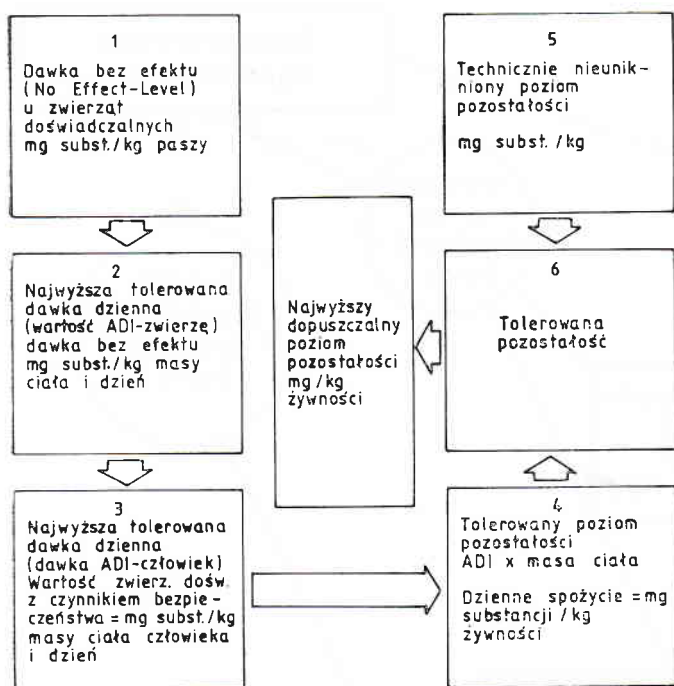 1
Dawka bez efektu
(No Effect-Level)
u zwierząt
doświadczalnych
mg subst./kg paszy
2
Najwyższa tolerowana
dawka dzienna
(wartość ADI-zwierzę)
dawka bez efektu
mg subst./kg masy
ciała i dzień
3
Najwyższa tolerowana
dawka dzienna
(dawka ADI-człowiek)
Wartość zwierz. dośw.
z czynnikiem bezpie-
czeństwa = mg subst./kg
masy ciała człowieka
i dzień
4
Tolerowany poziom
pozostałości
ADI x masa ciała
Dzienne spożycie = mg
substancji/kg
żywności
5
Technicznie nieunik-
niony poziom
pozostałości
mg subst./kg
6
Tolerowana
pozostałość
Najwyższy
dopuszczalny
poziom
pozostałości
mg/kg
żywności